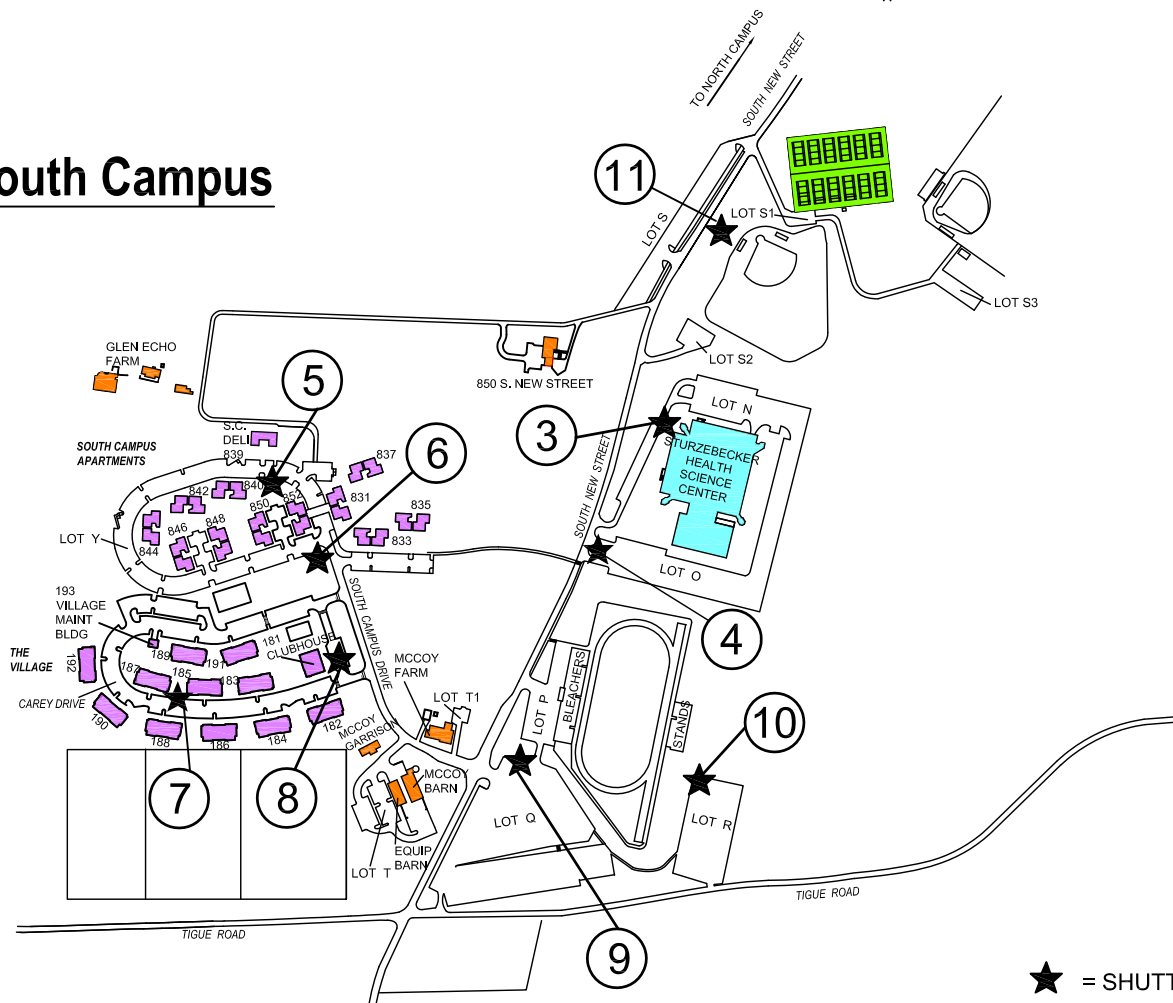 TO NORTH CAMPUS
SOUTH NEW STREET
outh Campus
11
LOT S
LOT S1
LOT S3
GLEN ECHO
FARM
850 S. NEW STREET
LOT S2
5
LOT N
S.C.
DELI
839
3
6
STURZEBECKER
HEALTH
SCIENCE
CENTER
SOUTH CAMPUS
APARTMENTS
837
840
842
852
831
850
835
848
846
833
844
LOT Y
SOUTH NEW STREET
LOT O
4
193
VILLAGE
MAINT
BLDG
SOUTH CAMPUS DRIVE
THE
VILLAGE
192
189
191
181
CLUBHOUSE
187
185
183
CAREY DRIVE
190
188
186
184
182
MCCOY
FARM
LOT T1
MCCOY
GARRISON
LOT P
BLEACHERS
STANDS
10
7
8
MCCOY
BARN
LOT Q
LOT R
EQUIP
BARN
LOT T
TIGUE ROAD
TIGUE ROAD
9
= SHUTT